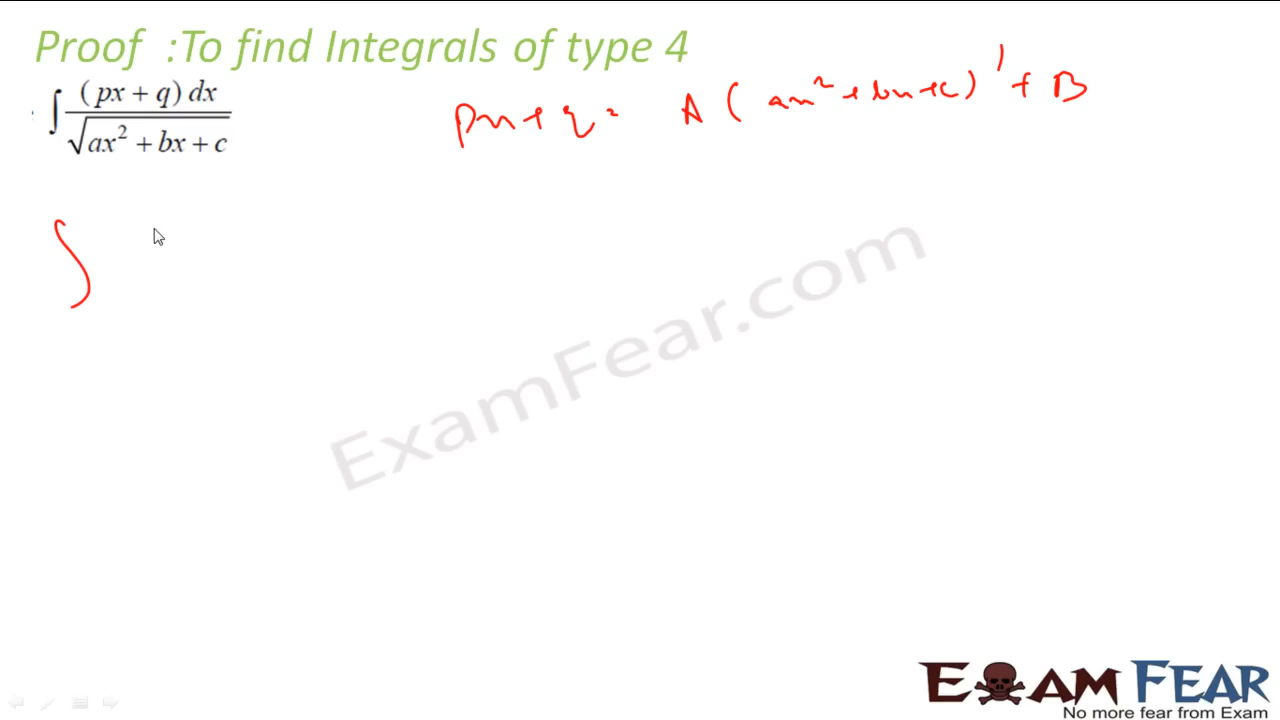 Proof :To find Integrals of type 4
∫ (px + q) dx / √(ax² + bx + c)
px + q = A (ax² + bx + c)' + B
∫
ExamFear.com
EXAM FEAR
No more fear from Exam